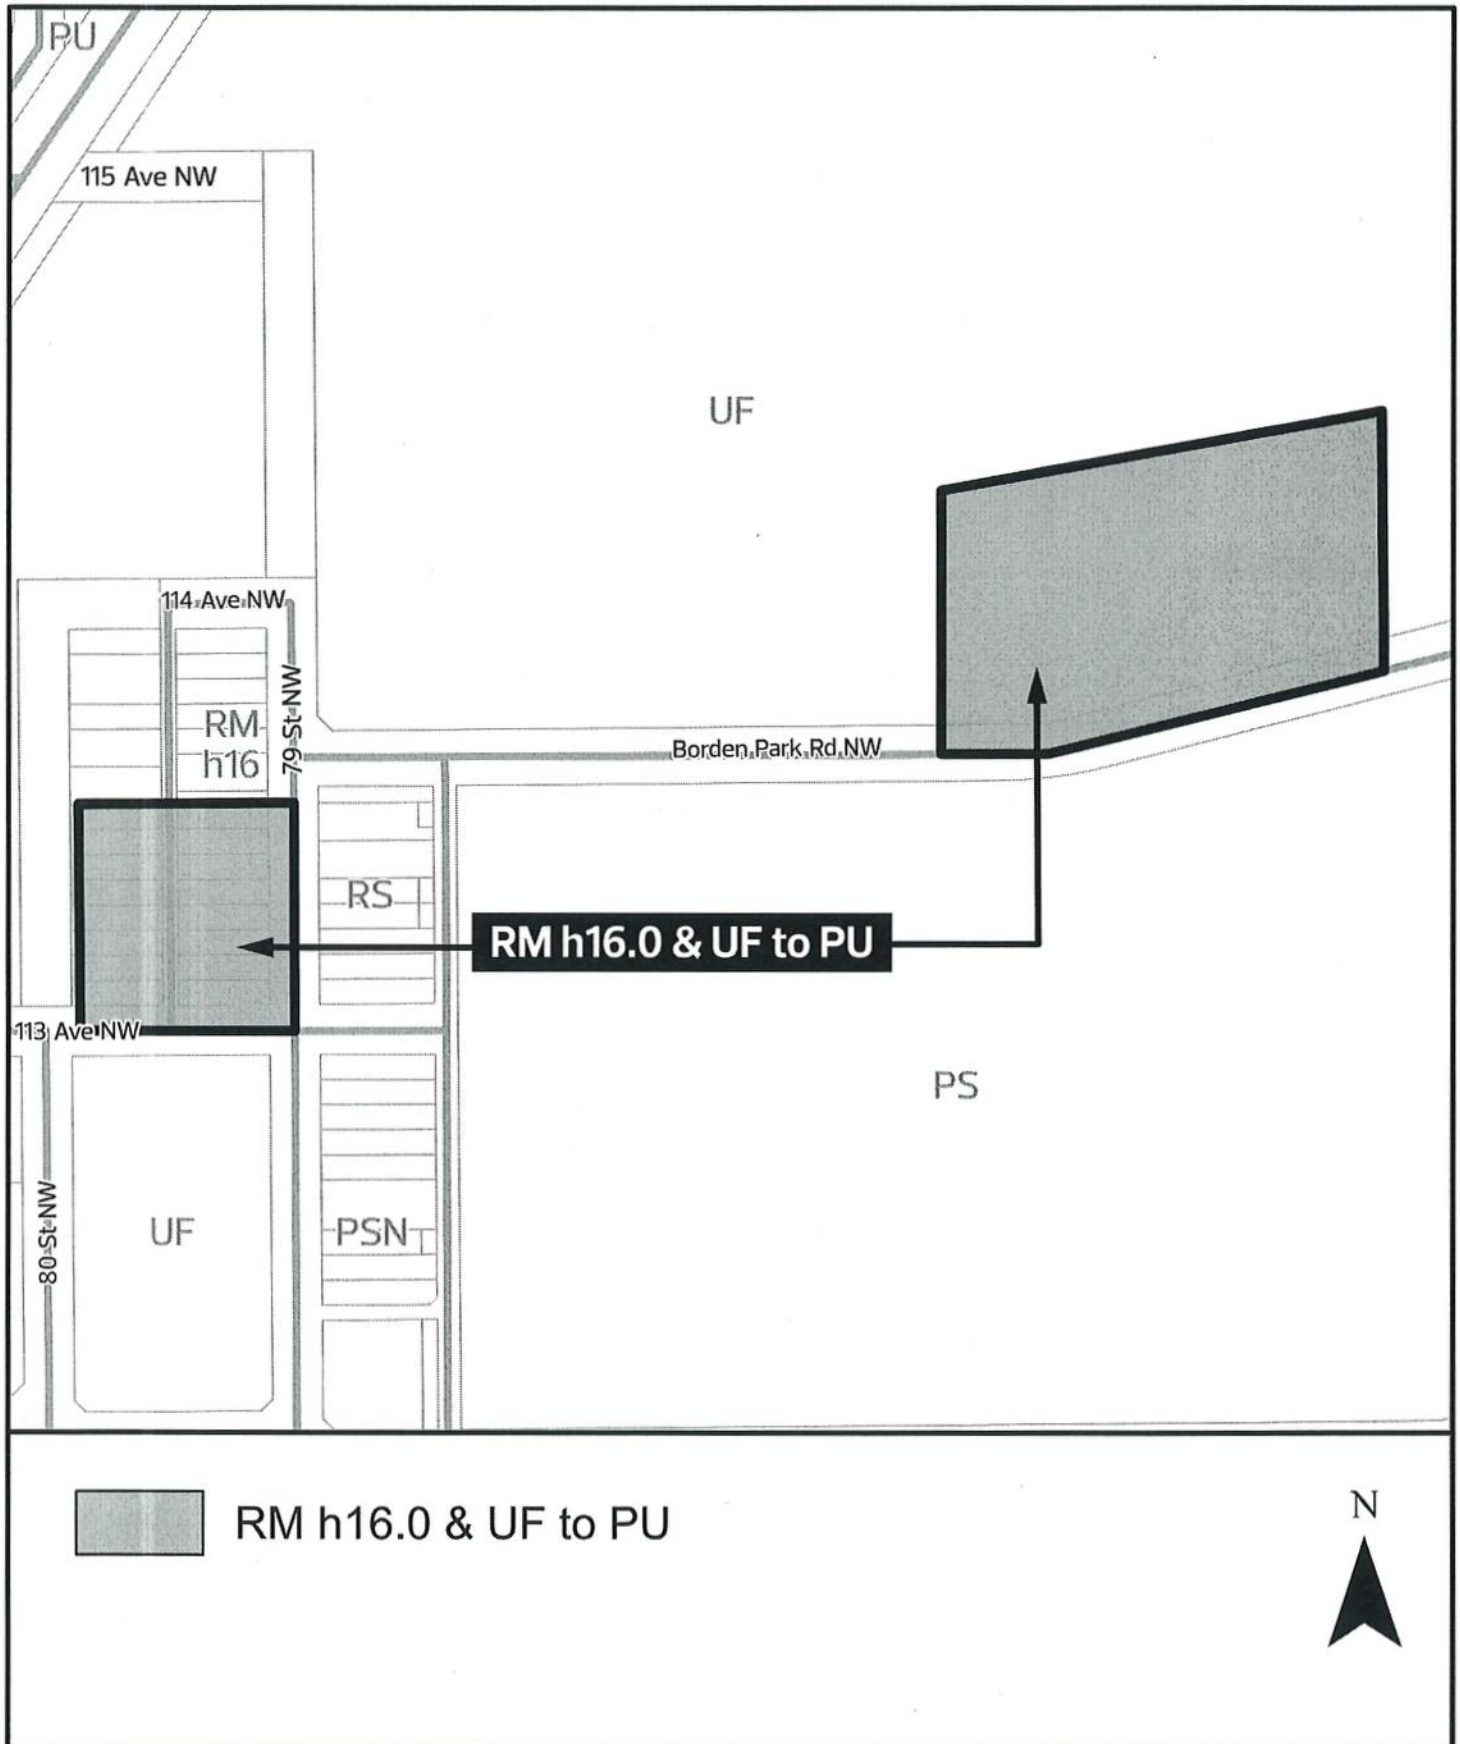 PU
115 Ave NW
UF
114 Ave NW
79 St NW
RM
h16
Borden Park Rd NW
RS
RM h16.0 & UF to PU
113 Ave NW
PS
80 St NW
UF
PSN
RM h16.0 & UF to PU
N